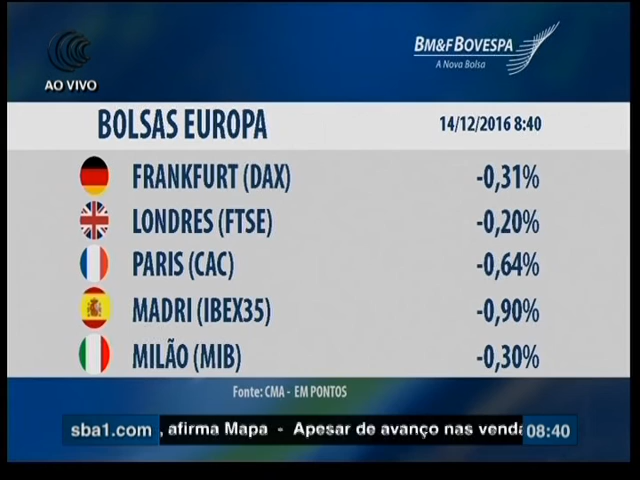 BM&FBOVESPA
A Nova Bolsa
AO VIVO
BOLSAS EUROPA 14/12/2016 8:40
FRANKFURT (DAX) -0,31%
LONDRES (FTSE) -0,20%
PARIS (CAC) -0,64%
MADRI (IBEX35) -0,90%
MILÃO (MIB) -0,30%
Fonte: CMA - EM PONTOS
sba1.com , afirma Mapa - Apesar de avanço nas venda 08:40